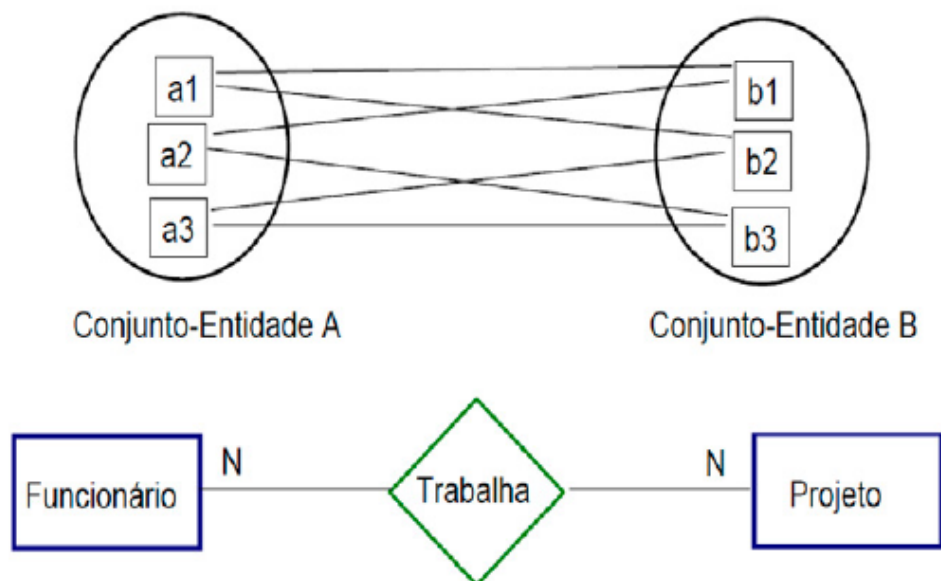 a1
b1
a2
b2
a3
b3
Conjunto-Entidade A
Conjunto-Entidade B
N
N
Funcionário
Trabalha
Projeto